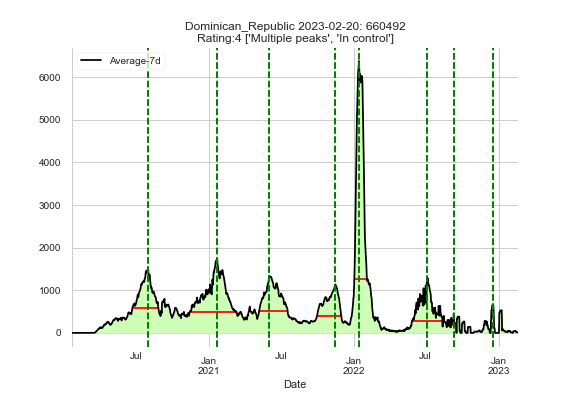 Dominican_Republic 2023-02-20: 660492
Rating:4 ['Multiple peaks', 'In control']
Average-7d
6000
5000
4000
3000
2000
1000
0
Jul
Jan
2021
Jul
Jan
2022
Jul
Jan
2023
Date